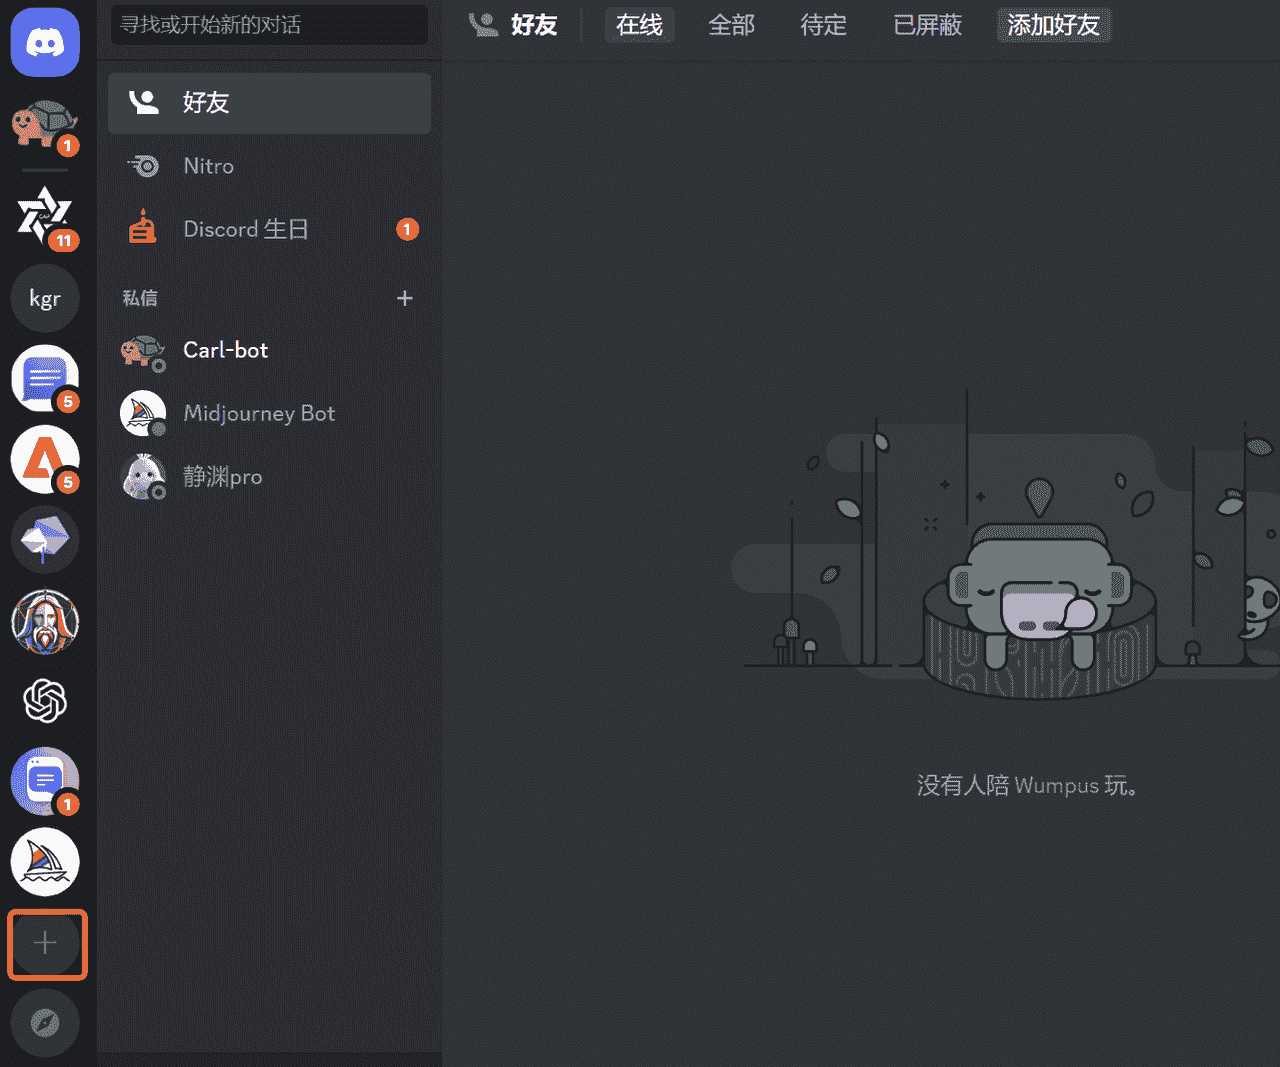 寻找或开始新的对话
好友 在线 全部 待定 已屏蔽 添加好友
好友
Nitro
Discord 生日 1
私信
Carl-bot
Midjourney Bot
静渊pro
1
11
kgr
5
5
1
没有人陪 Wumpus 玩。